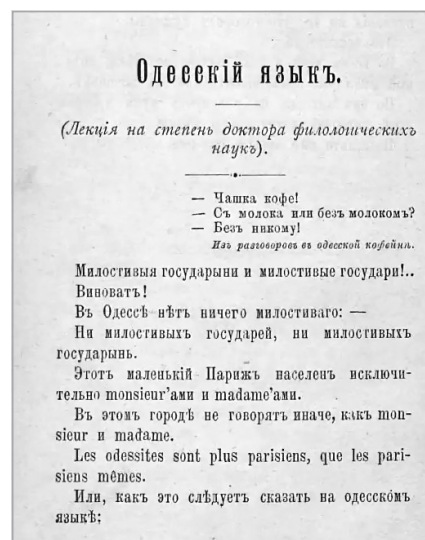 Одесскій языкъ.
(Лекція на степень доктора филологическихъ
наукъ).
— Чашка кофе!
— Съ молока или безъ молокомъ?
— Безъ никому!
Изъ разговоровъ въ одесской кофейнѣ.
Милостивыя государыни и милостивые государи!..
Виноватъ!
Въ Одессѣ нѣтъ ничего милостиваго: —
Ни милостивыхъ государей, ни милостивыхъ
государынь.
Этотъ маленькій Парижъ населенъ исключи-
тельно monsieur'ами и madame'ами.
Въ этомъ городѣ не говорятъ иначе, какъ mon-
sieur и madame.
Les odessites sont plus parisiens, que les pari-
siens mêmes.
Или, какъ это слѣдуетъ сказать на одесскомъ
языкѣ;